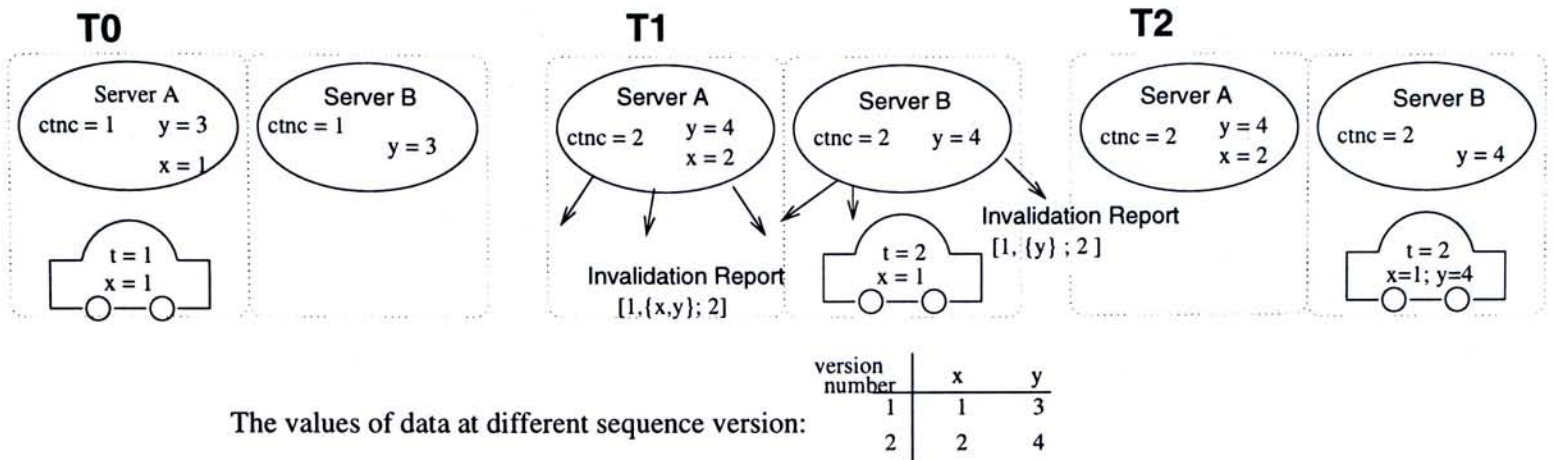 T0
T1
T2
Server A
ctnc = 1 y = 3
x = 1
Server B
ctnc = 1
y = 3
t = 1
x = 1
Server A
ctnc = 2 y = 4
x = 2
Server B
ctnc = 2 y = 4
Invalidation Report
[1,{x,y}; 2]
t = 2
x = 1
Invalidation Report
[1, {y} ; 2 ]
Server A
ctnc = 2 y = 4
x = 2
Server B
ctnc = 2
y = 4
t = 2
x=1; y=4
The values of data at different sequence version:
version
number x y
1 1 3
2 2 4